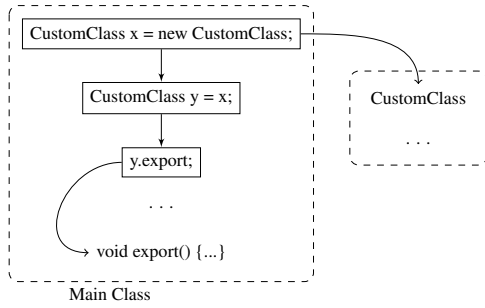 CustomClass x = new CustomClass;
CustomClass y = x;
CustomClass
. . .
y.export;
. . .
void export() {...}
Main Class